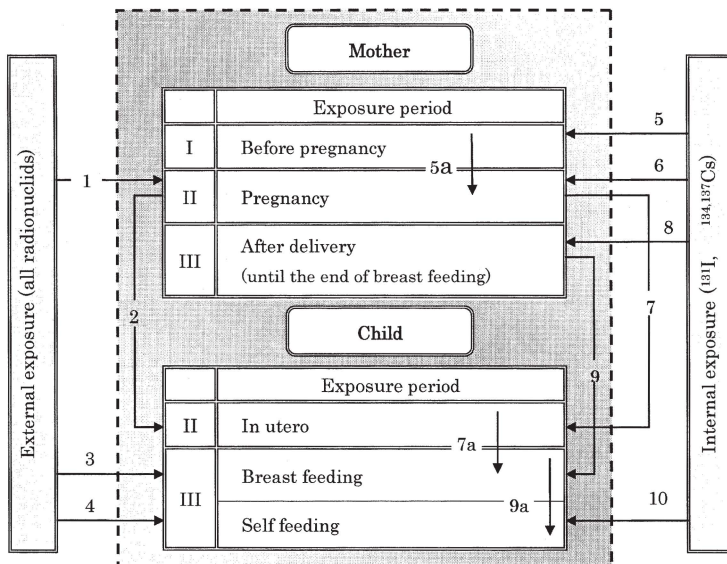 Mother
Exposure period
I Before pregnancy
5a
II Pregnancy
III After delivery
(until the end of breast feeding)
Child
Exposure period
II In utero
7a
III Breast feeding
9a
Self feeding
External exposure (all radionuclids)
1
2
3
4
5
6
8
7
9
10
Internal exposure (¹³¹I, ¹³⁴,¹³⁷Cs)